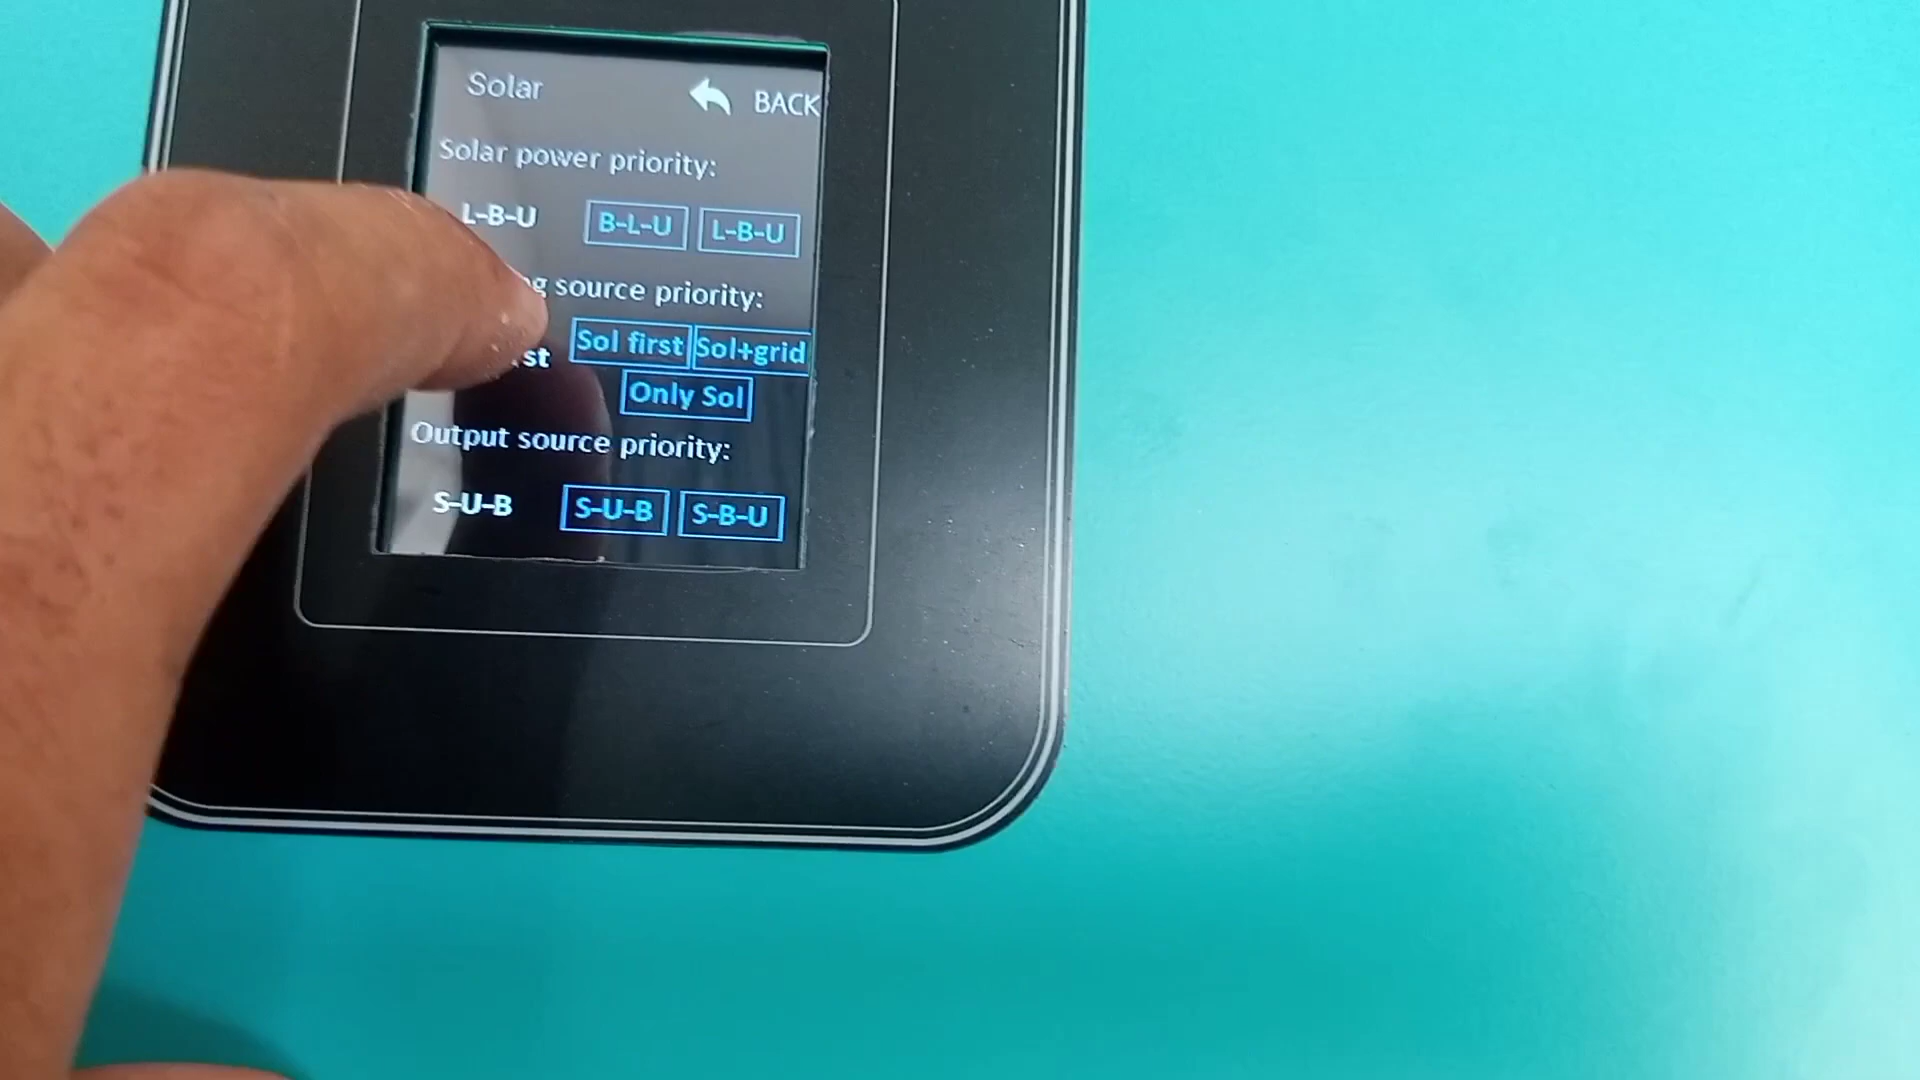 Solar BACK
Solar power priority:
L-B-U B-L-U L-B-U
source priority:
Sol first Sol+grid
Only Sol
Output source priority:
S-U-B S-U-B S-B-U